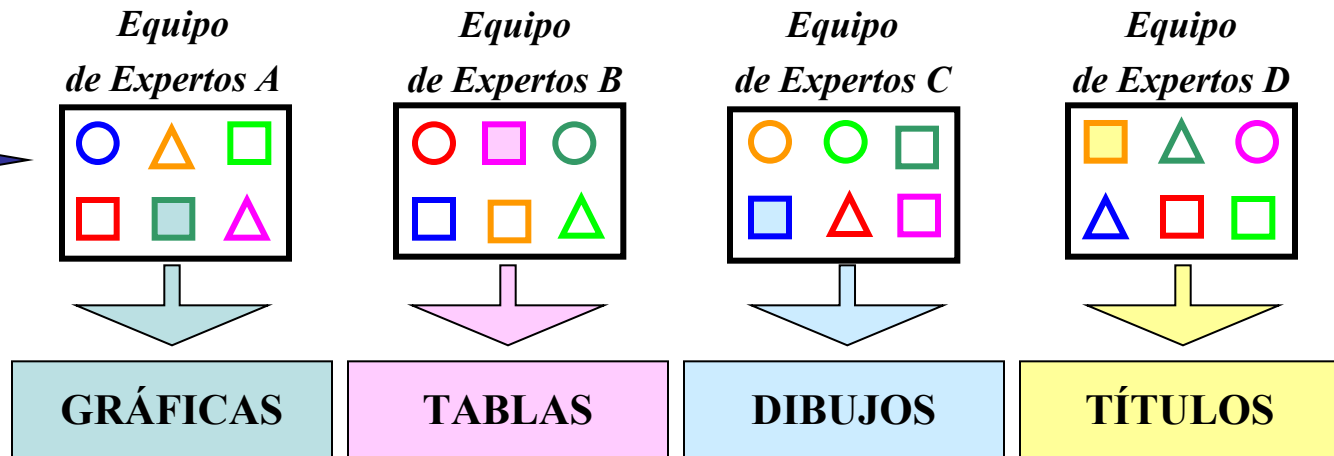 Equipo
de Expertos A
Equipo
de Expertos B
Equipo
de Expertos C
Equipo
de Expertos D
GRÁFICAS
TABLAS
DIBUJOS
TÍTULOS